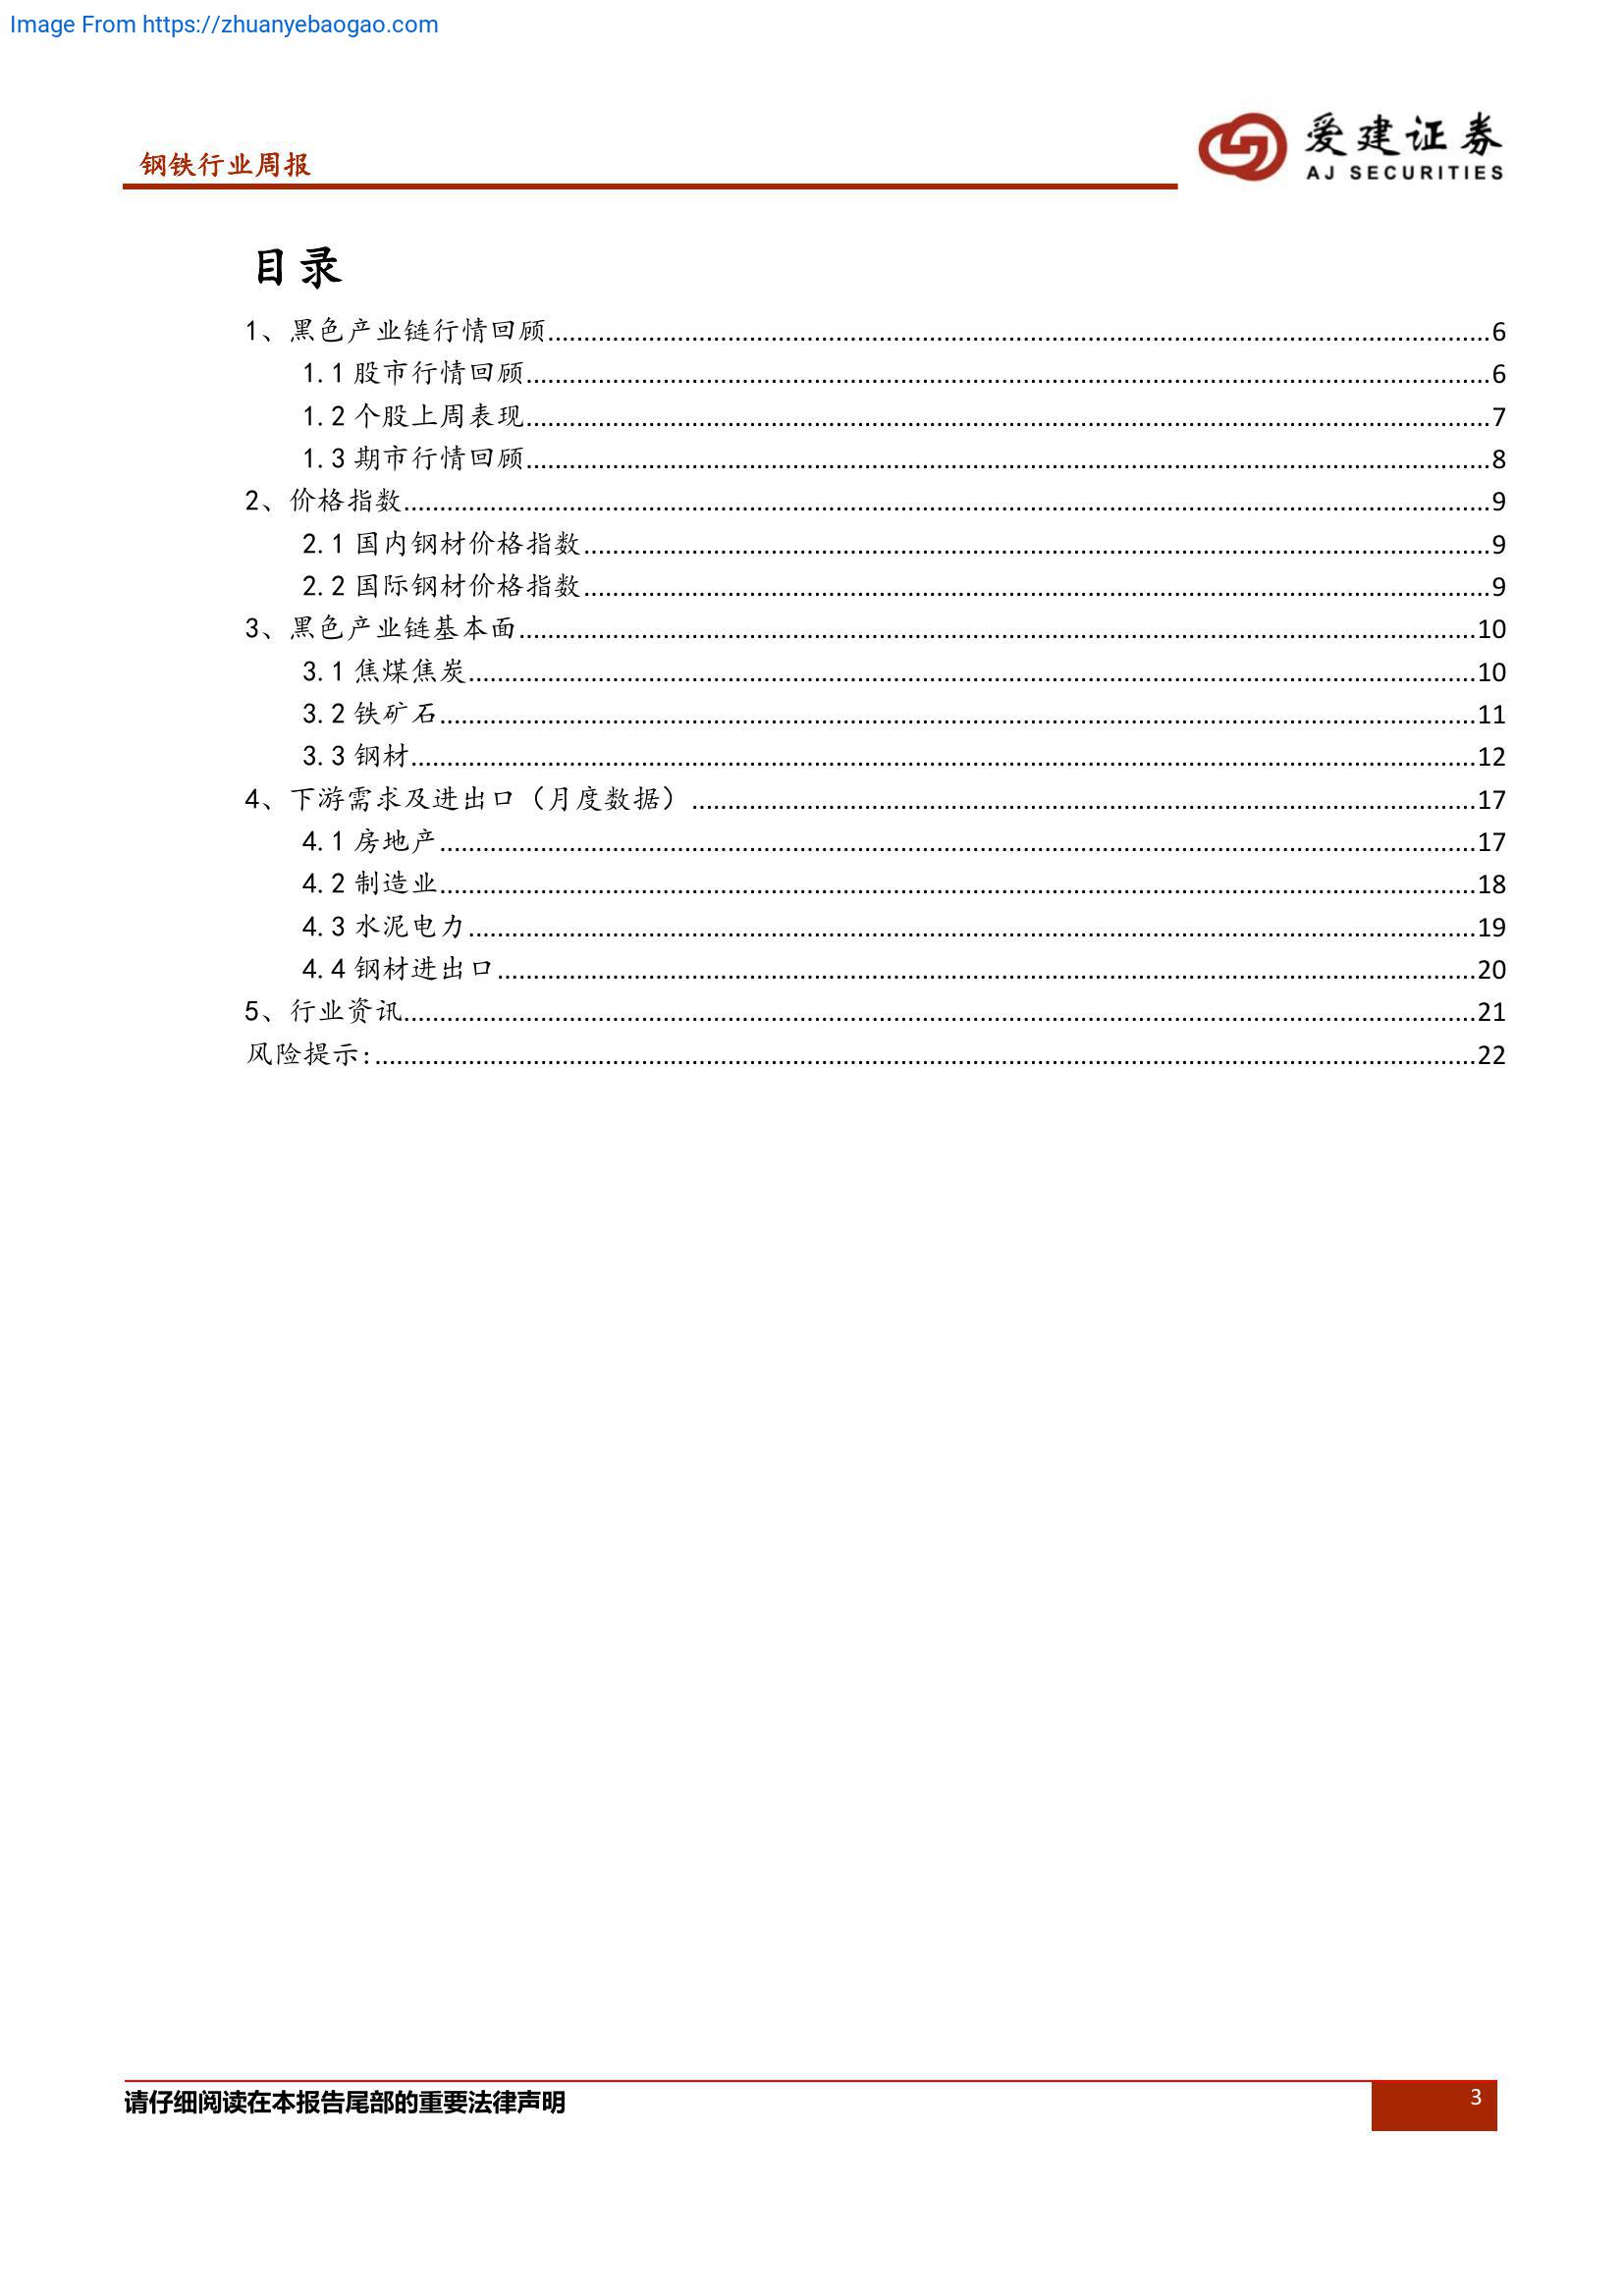 Image From https://zhuanyebaogao.com
爱建证券
AJ SECURITIES
钢铁行业周报
目录
1、黑色产业链行情回顾............6
1.1 股市行情回顾............6
1.2 个股上周表现............7
1.3 期市行情回顾............8
2、价格指数............9
2.1 国内钢材价格指数............9
2.2 国际钢材价格指数............9
3、黑色产业链基本面............10
3.1 焦煤焦炭............10
3.2 铁矿石............11
3.3 钢材............12
4、下游需求及进出口（月度数据）............17
4.1 房地产............17
4.2 制造业............18
4.3 水泥电力............19
4.4 钢材进出口............20
5、行业资讯............21
风险提示:............22
请仔细阅读在本报告尾部的重要法律声明
3